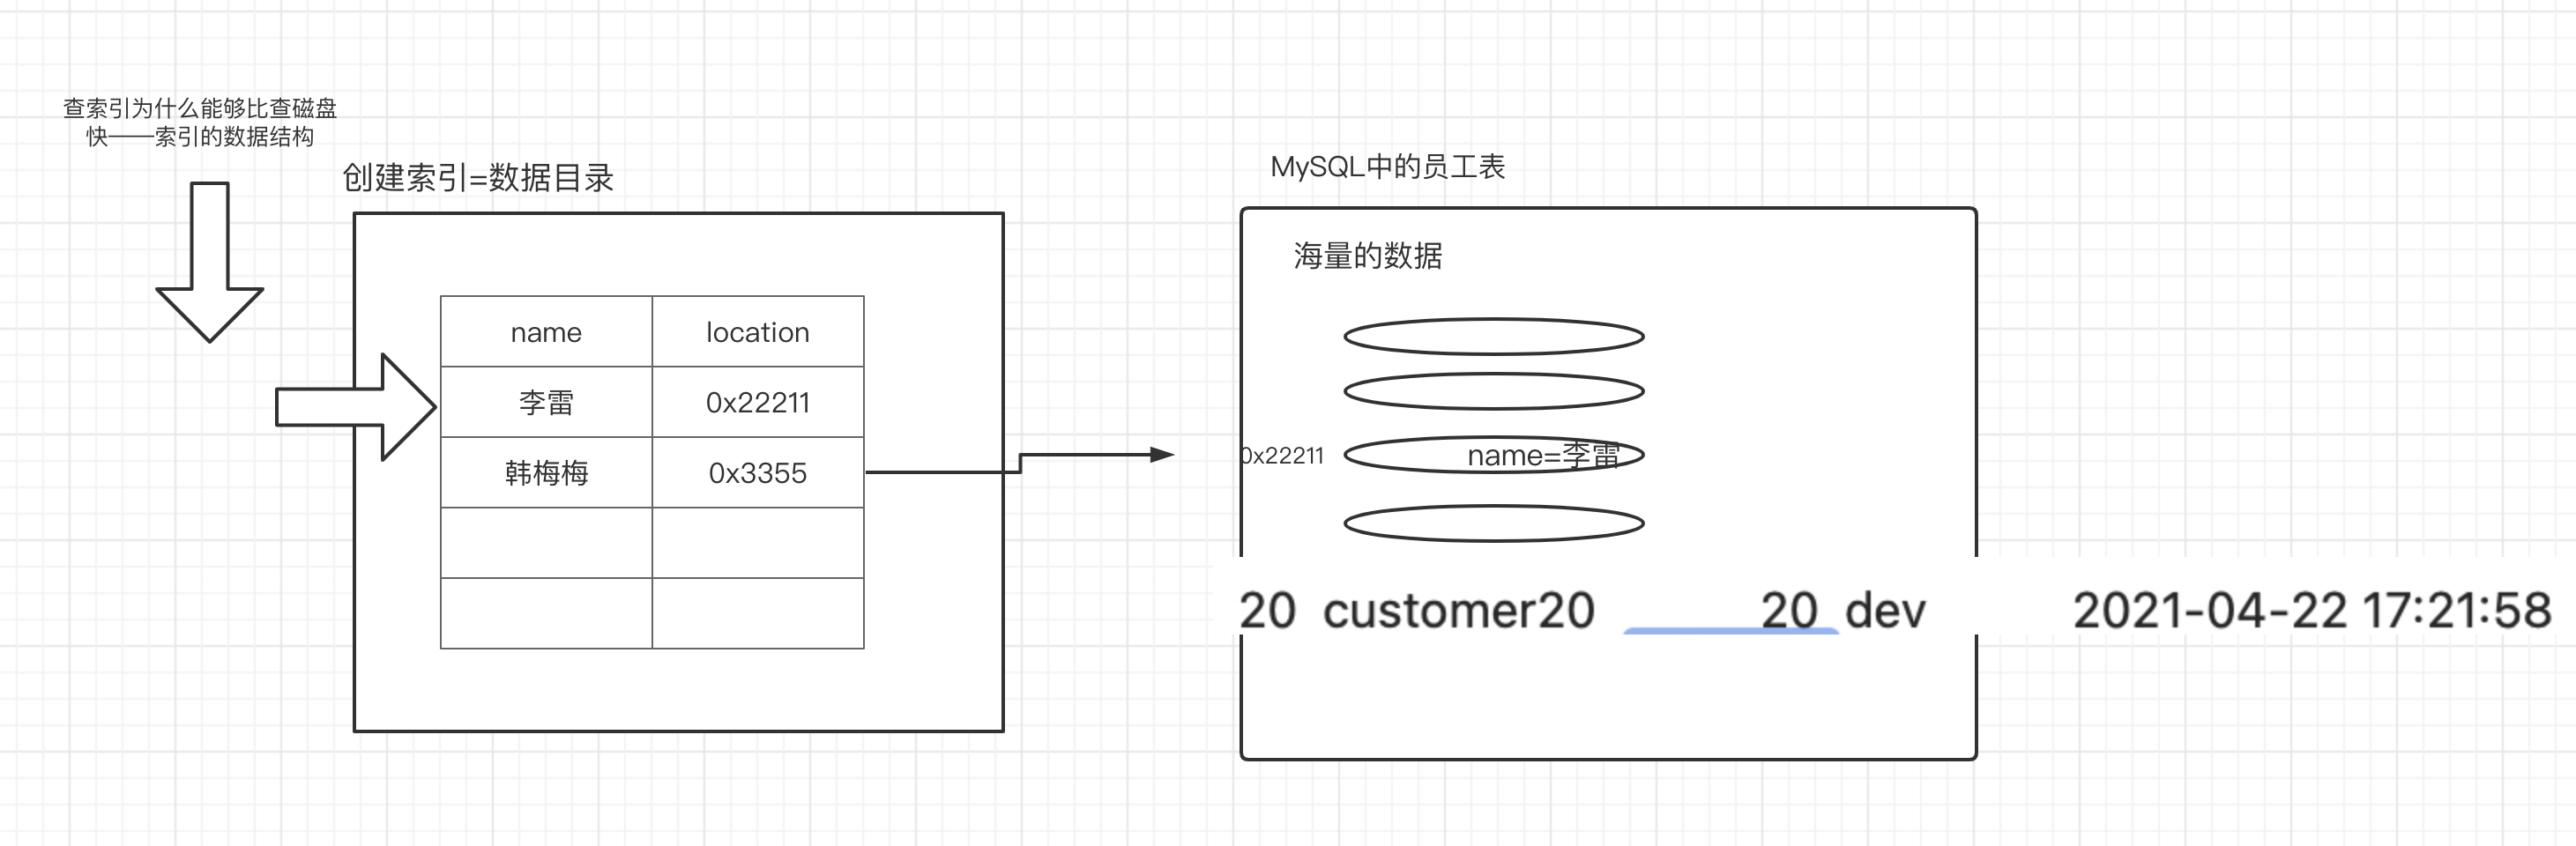 查索引为什么能够比查磁盘
快——索引的数据结构
创建索引=数据目录
name location
李雷 0x22211
韩梅梅 0x3355
MySQL中的员工表
海量的数据
0x22211 name=李雷
20 customer20 20 dev 2021-04-22 17:21:58